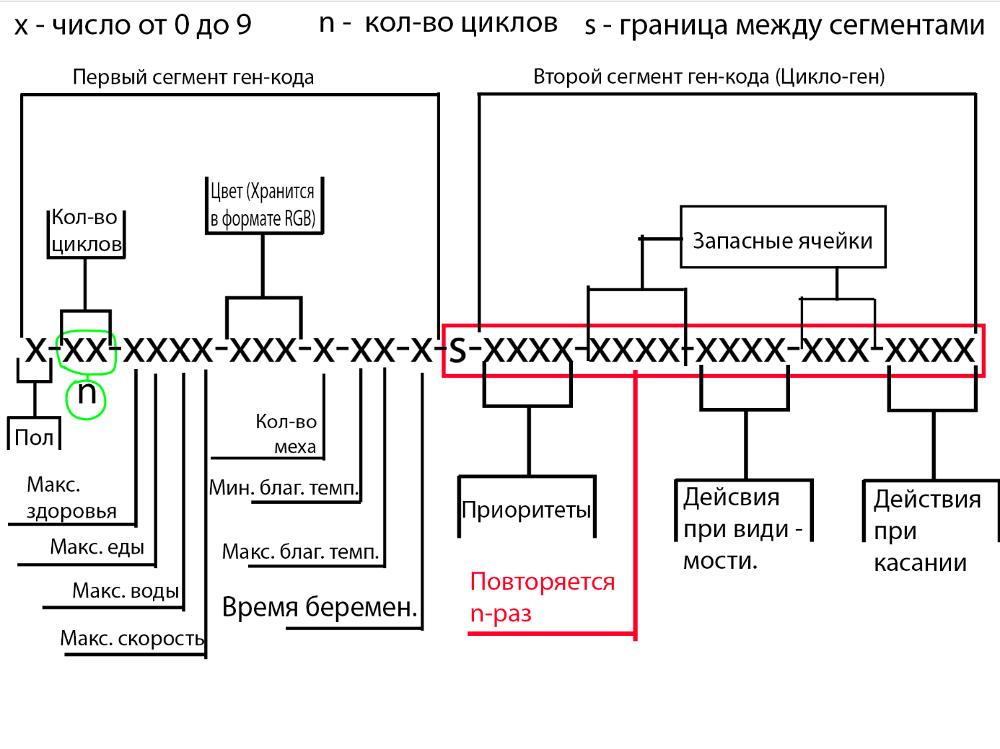 x - число от 0 до 9
n - кол-во циклов
s - граница между сегментами
Первый сегмент ген-кода
Второй сегмент ген-кода (Цикло-ген)
Цвет (Хранится
в формате RGB)
Кол-во
циклов
Запасные ячейки
x-xx-xxxx-xxx-x-xx-x-s-xxxx-xxxx-xxxx-xxx-xxxx
n
Пол
Кол-во
меха
Макс.
здоровья
Мин. благ. темп.
Макс. еды
Макс. благ. темп.
Макс. воды
Время беремен.
Макс. скорость
Приоритеты
Повторяется
n-раз
Дейсвия
при види -
мости.
Действия
при
касании